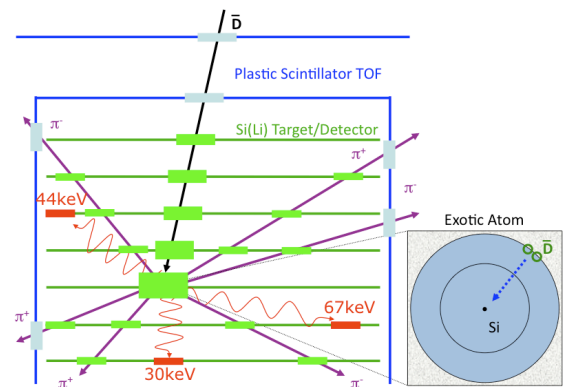 D̄
Plastic Scintillator TOF
Si(Li) Target/Detector
π⁻
π⁺
π⁻
44keV
Exotic Atom
D̄
Si
67keV
π⁺
30keV
π⁺
π⁻